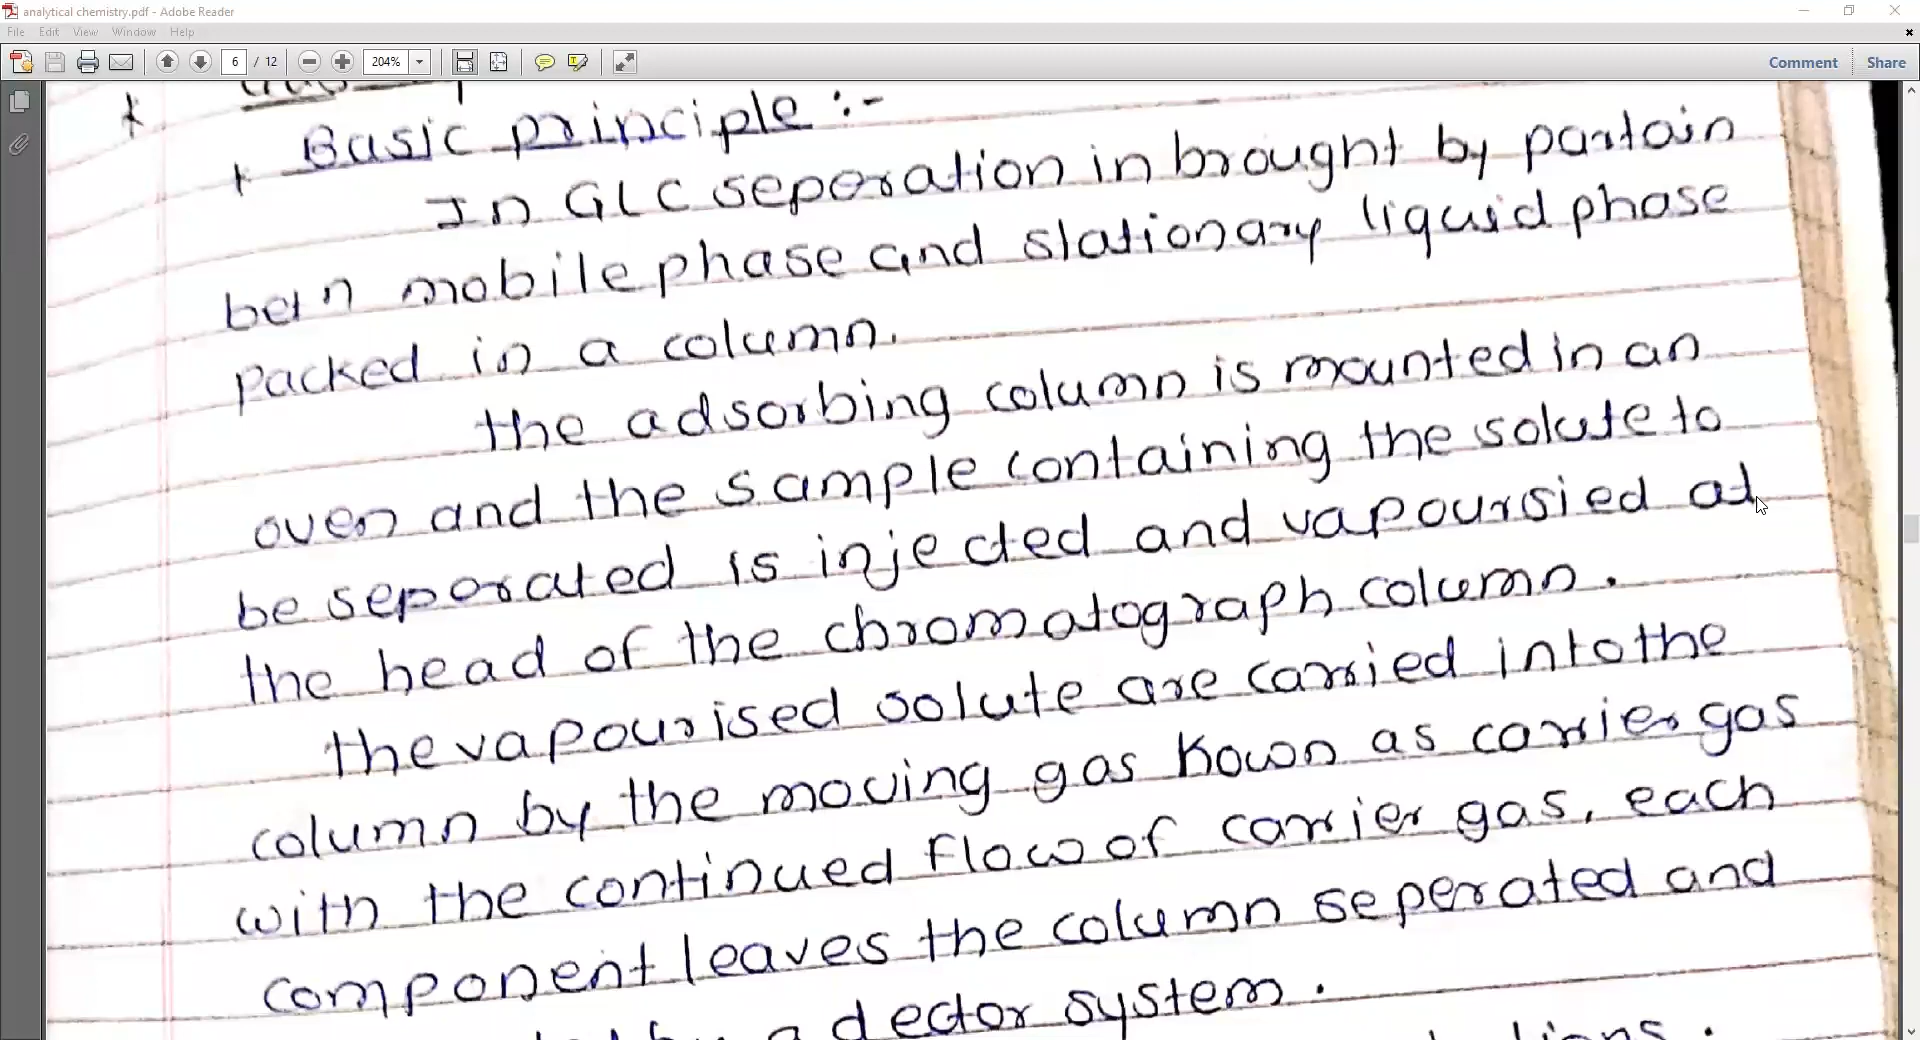 analytical chemistry.pdf - Adobe Reader
File Edit View Window Help
6 / 12 204% Comment Share
Basic principle :-
In GLC seperation in brought by partain
betn mobile phase and stationary liquid phase
packed in a column.
the adsorbing column is mounted in an
oven and the sample containing the solute to
be seperated is injected and vapoursied at
the head of the chromatograph column.
the vapourised solute are carried into the
column by the moving gas Kown as carrier gas
with the continued flow of carrier gas, each
component leaves the column seperated and
by a dector system.